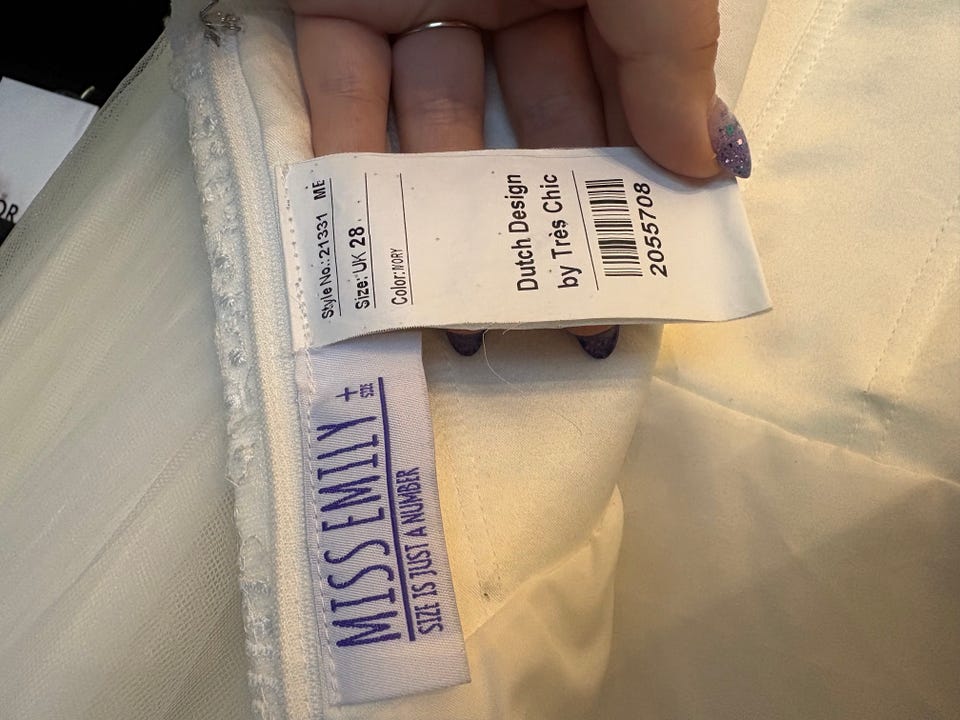 Style No.: 21331 ME
Size: UK 28
Color: IVORY
Dutch Design
by Très Chic
2055708
MISS EMILY + SIZE
SIZE IS JUST A NUMBER
OR